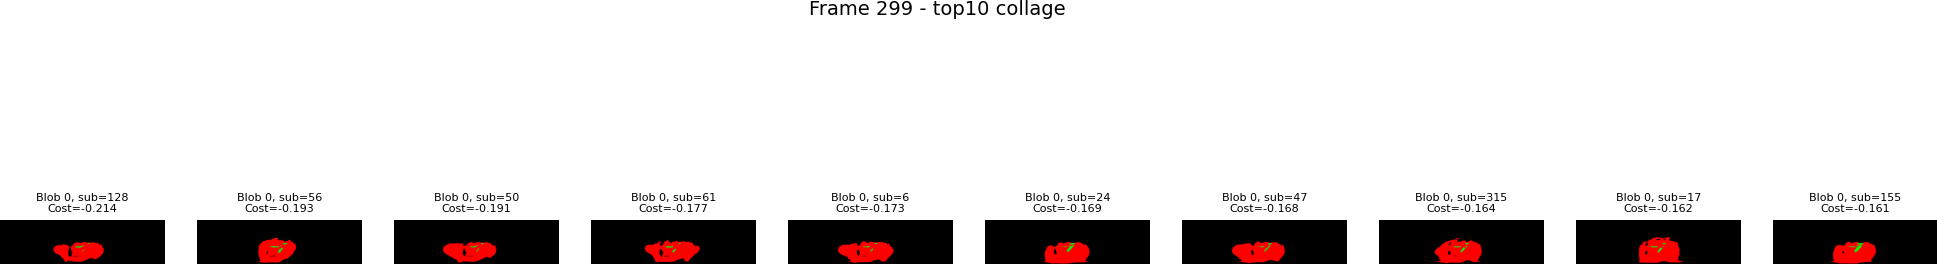 Frame 299 - top10 collage
Blob 0, sub=128
Cost=-0.214
Blob 0, sub=56
Cost=-0.193
Blob 0, sub=50
Cost=-0.191
Blob 0, sub=61
Cost=-0.177
Blob 0, sub=6
Cost=-0.173
Blob 0, sub=24
Cost=-0.169
Blob 0, sub=47
Cost=-0.168
Blob 0, sub=315
Cost=-0.164
Blob 0, sub=17
Cost=-0.162
Blob 0, sub=155
Cost=-0.161